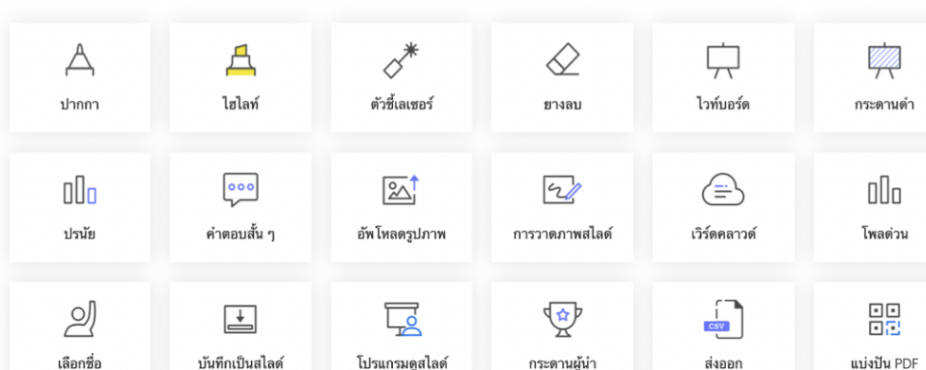 ปากกา
ไฮไลท์
ตัวชี้เลเซอร์
ยางลบ
ไวท์บอร์ด
กระดานดำ
ปรนัย
คำตอบสั้น ๆ
อัพโหลดรูปภาพ
การวาดภาพสไลด์
เวิร์ดคลาวด์
โพลด่วน
เลือกชื่อ
บันทึกเป็นสไลด์
โปรแกรมดูสไลด์
กระดานผู้นำ
CSV
ส่งออก
แบ่งปัน PDF